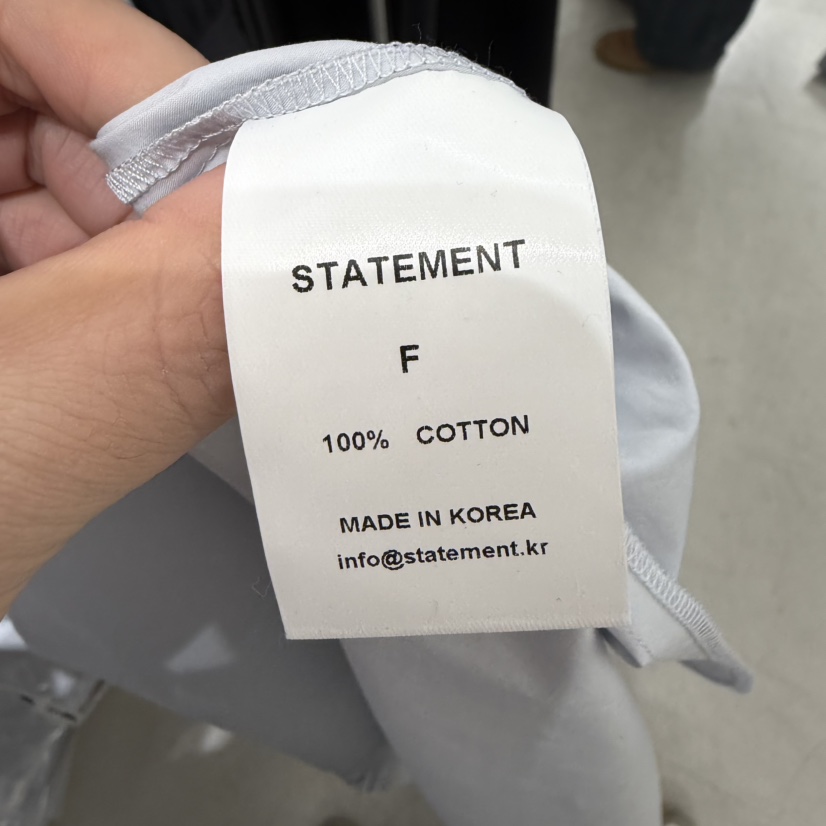 STATEMENT
F
100% COTTON
MADE IN KOREA
info@statement.kr